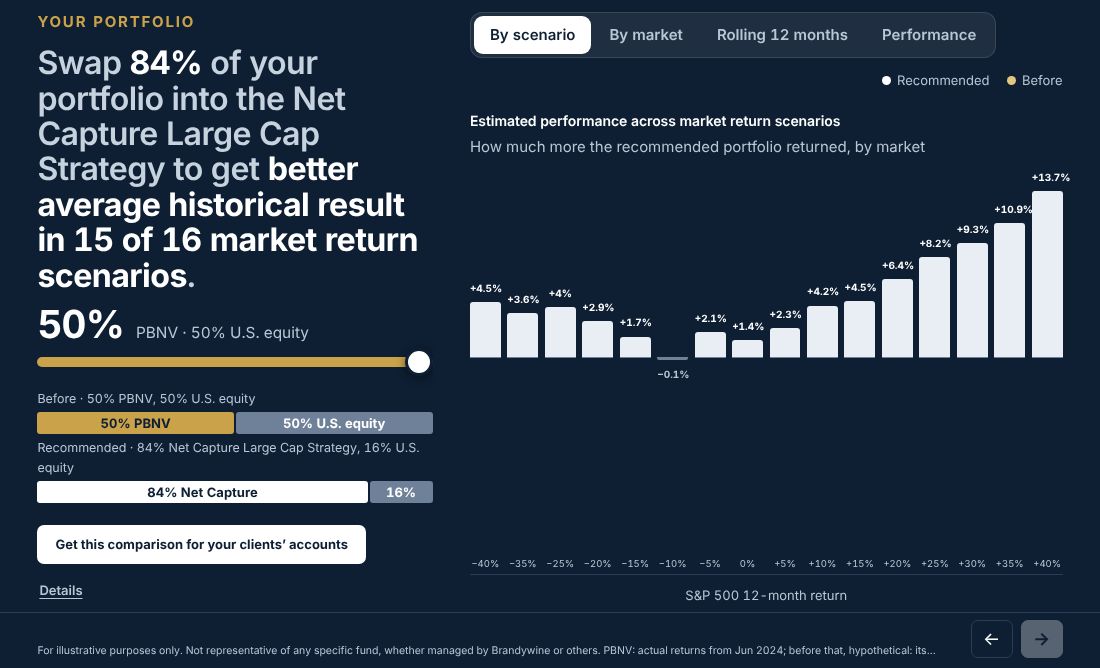 YOUR PORTFOLIO
Swap 84% of your
portfolio into the Net
Capture Large Cap
Strategy to get better
average historical result
in 15 of 16 market return
scenarios.
50% PBNV · 50% U.S. equity
Before · 50% PBNV, 50% U.S. equity
50% PBNV 50% U.S. equity
Recommended · 84% Net Capture Large Cap Strategy, 16% U.S.
equity
84% Net Capture 16%
Get this comparison for your clients’ accounts
Details
By scenario By market Rolling 12 months Performance
Recommended Before
Estimated performance across market return scenarios
How much more the recommended portfolio returned, by market
+4.5% +3.6% +4% +2.9% +1.7% −0.1% +2.1% +1.4% +2.3% +4.2% +4.5% +6.4% +8.2% +9.3% +10.9% +13.7%
−40% −35% −25% −20% −15% −10% −5% 0% +5% +10% +15% +20% +25% +30% +35% +40%
S&P 500 12-month return
For illustrative purposes only. Not representative of any specific fund, whether managed by Brandywine or others. PBNV: actual returns from Jun 2024; before that, hypothetical: its…
← →